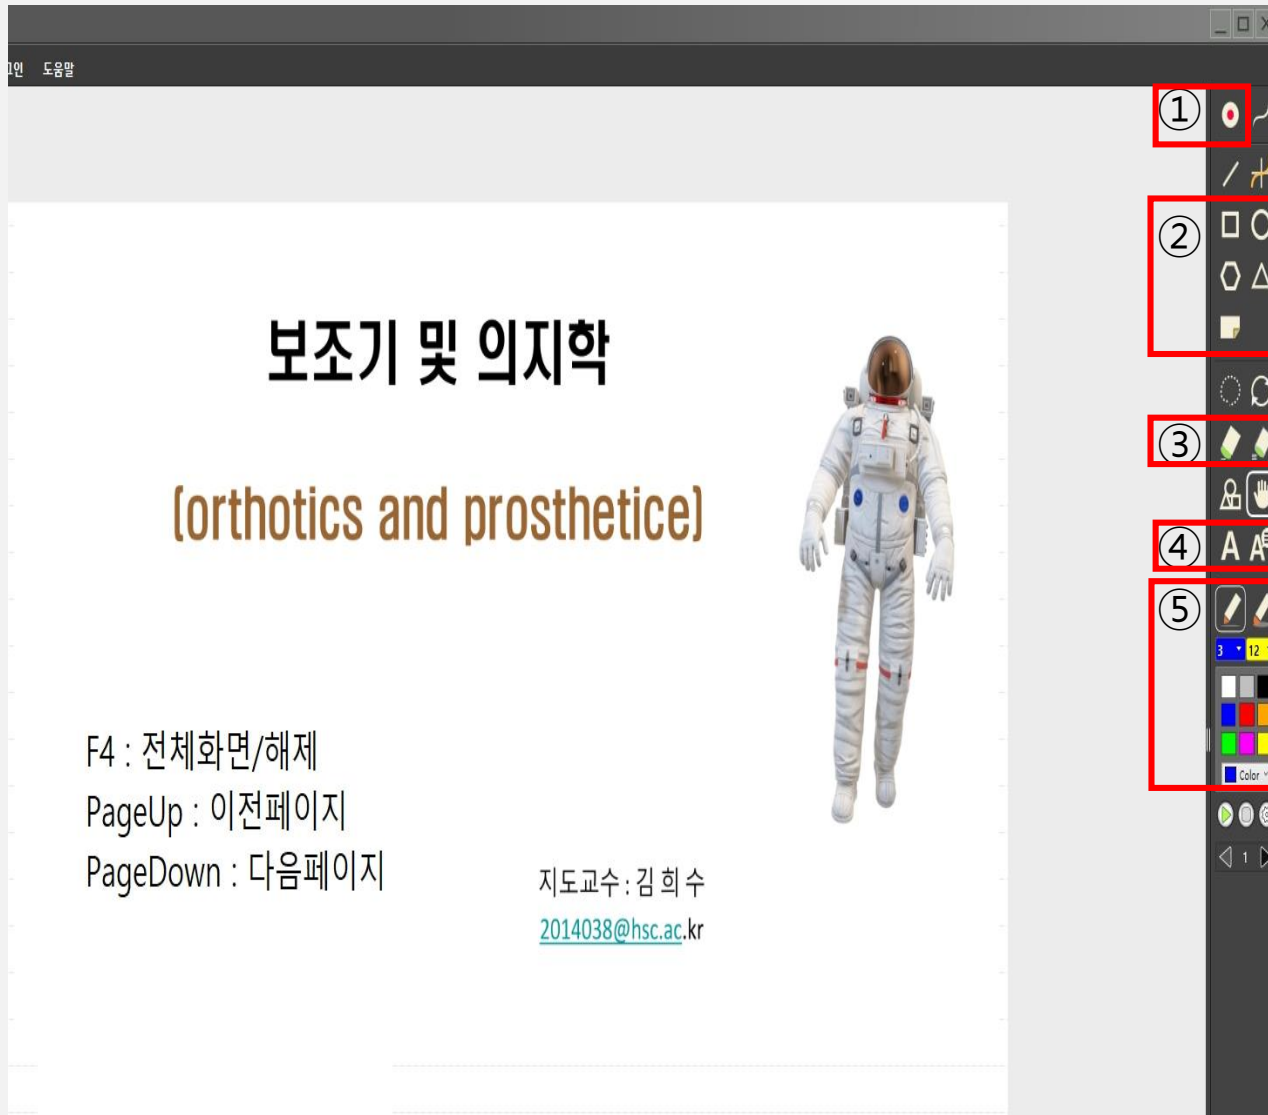 그인 도움말
①
②
보조기 및 의지학
③
(orthotics and prosthetice)
④ A A
⑤
3 12
F4 : 전체화면/해제
Color
PageUp : 이전페이지
1
PageDown : 다음페이지
지도교수 : 김 희 수
2014038@hsc.ac.kr